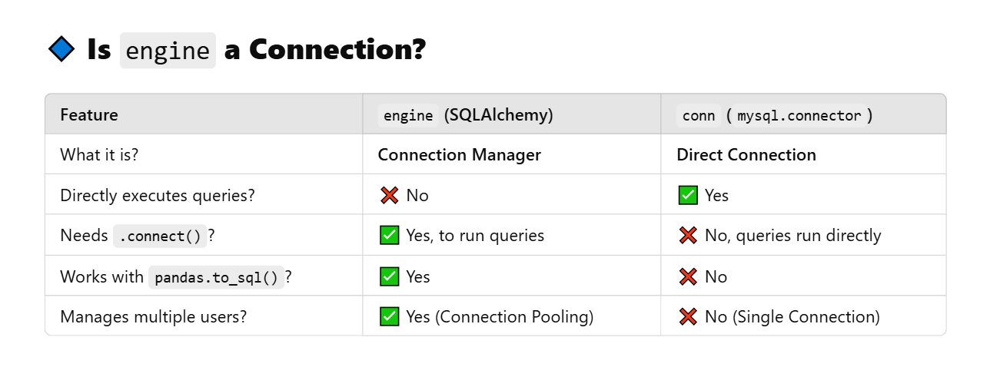 Is engine a Connection?
Feature engine (SQLAlchemy) conn (mysql.connector)
What it is? Connection Manager Direct Connection
Directly executes queries? ❌ No ✅ Yes
Needs .connect()? ✅ Yes, to run queries ❌ No, queries run directly
Works with pandas.to_sql()? ✅ Yes ❌ No
Manages multiple users? ✅ Yes (Connection Pooling) ❌ No (Single Connection)